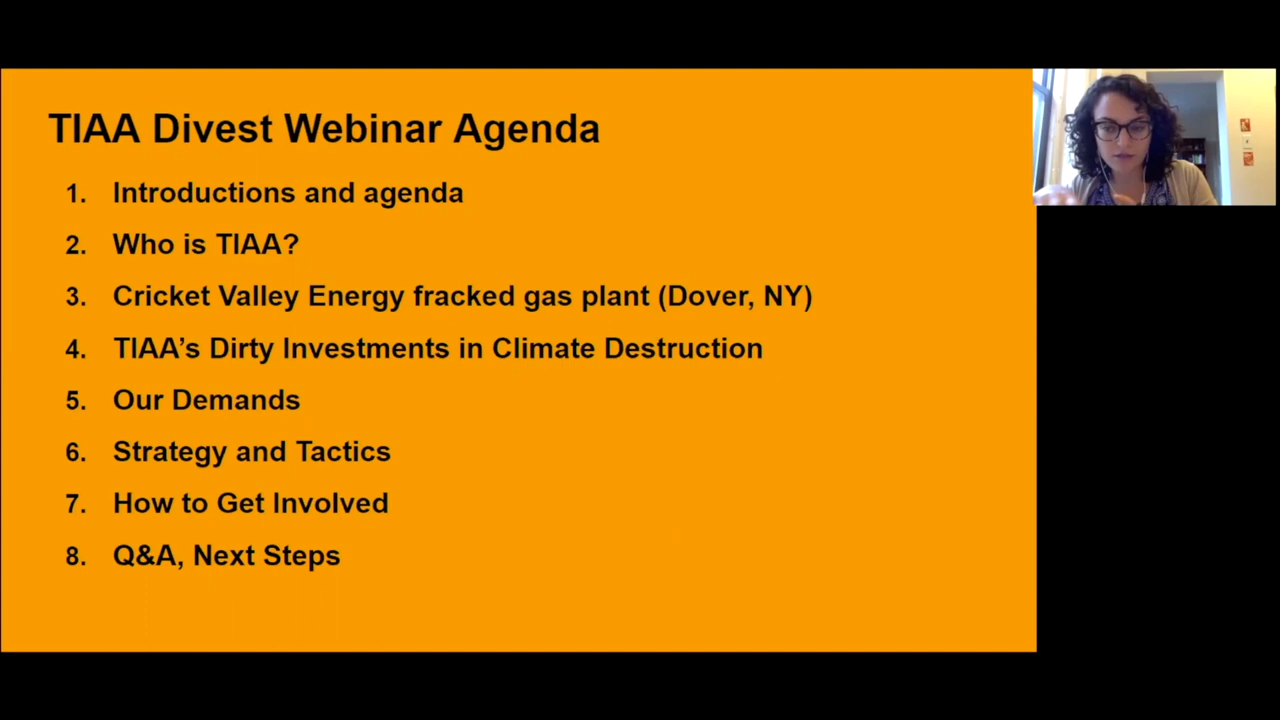 TIAA Divest Webinar Agenda
1. Introductions and agenda
2. Who is TIAA?
3. Cricket Valley Energy fracked gas plant (Dover, NY)
4. TIAA’s Dirty Investments in Climate Destruction
5. Our Demands
6. Strategy and Tactics
7. How to Get Involved
8. Q&A, Next Steps